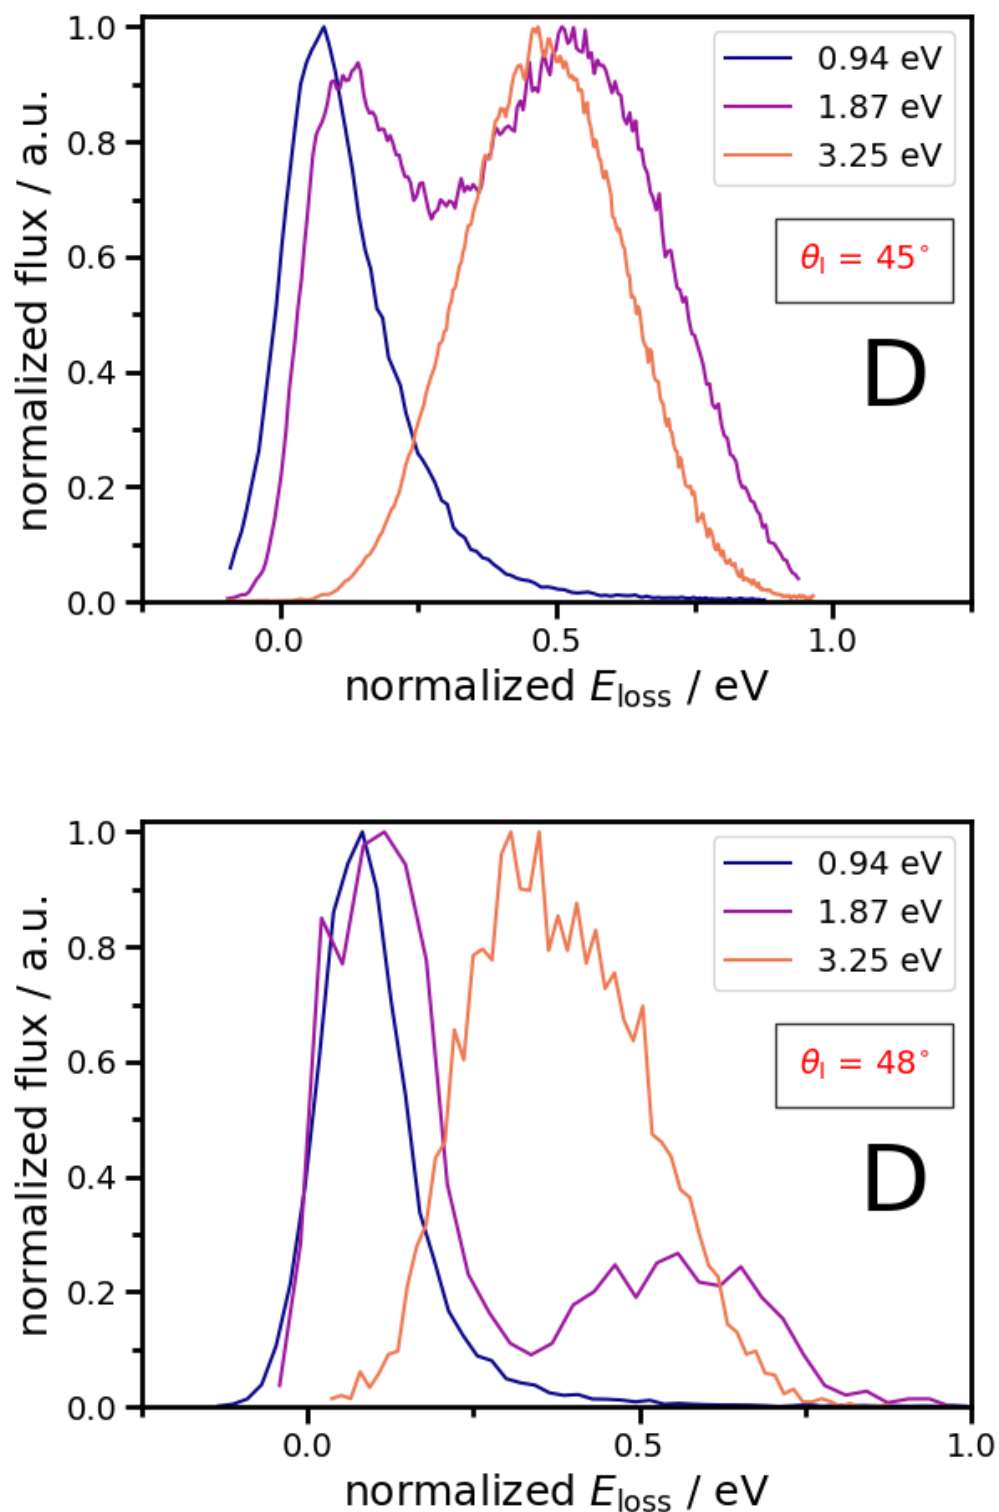 normalized flux / a.u.
1.0
0.8
0.6
0.4
0.2
0.0
0.94 eV
1.87 eV
3.25 eV
θI = 45°
D
0.0 0.5 1.0
normalized Eloss / eV
normalized flux / a.u.
1.0
0.8
0.6
0.4
0.2
0.0
0.94 eV
1.87 eV
3.25 eV
θI = 48°
D
0.0 0.5 1.0
normalized Eloss / eV